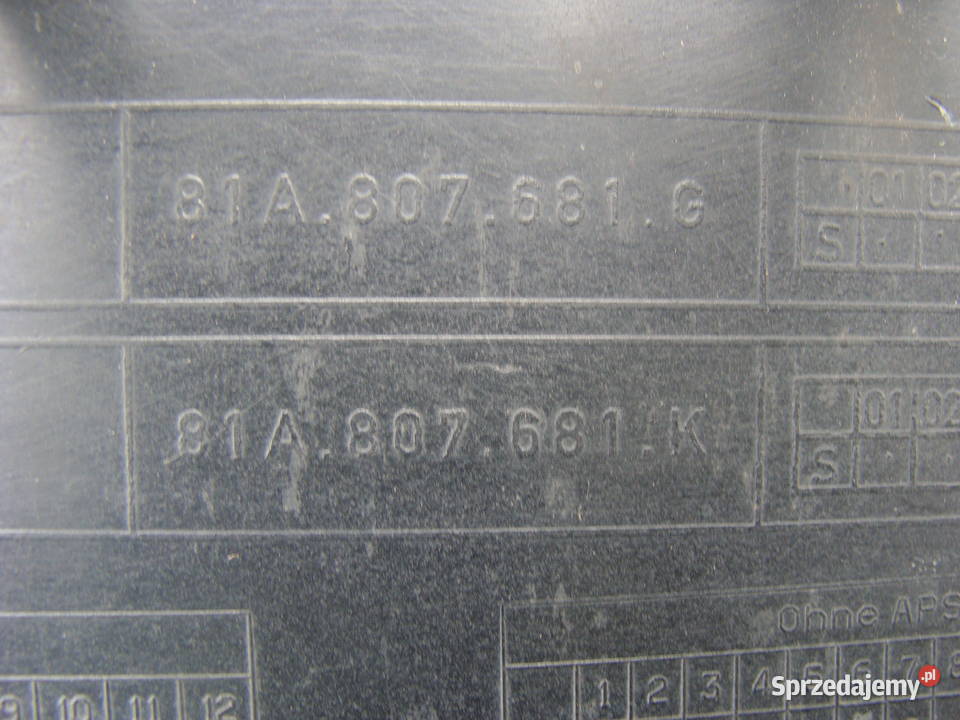 81A.807.681.G
01 02
S
81A.807.681.K
01 02
S
Ohne APS
9 10 11 12
1 2 3 4 5 6 7 8
Sprzedajemy.pl